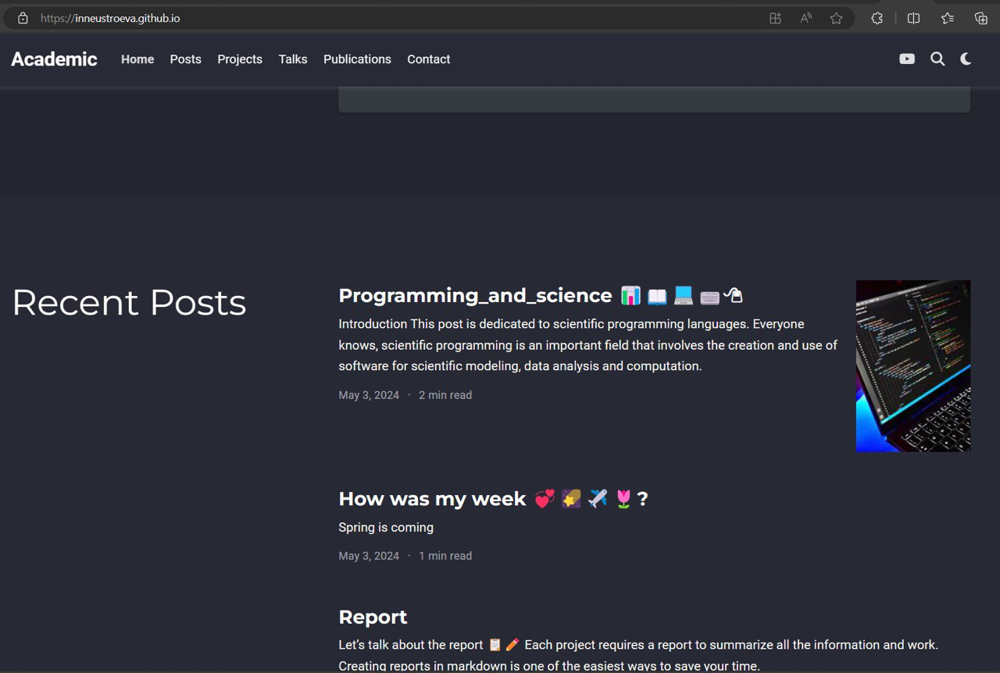 https://inneustroeva.github.io
Academic Home Posts Projects Talks Publications Contact
Recent Posts
Programming_and_science 📊 📖 💻 ⌨️ 🖱️
Introduction This post is dedicated to scientific programming languages. Everyone
knows, scientific programming is an important field that involves the creation and use of
software for scientific modeling, data analysis and computation.
May 3, 2024 · 2 min read
How was my week 💞 🌠 ✈️ 🌷 ?
Spring is coming
May 3, 2024 · 1 min read
Report
Let’s talk about the report 📋 ✏️ Each project requires a report to summarize all the information and work.
Creating reports in markdown is one of the easiest ways to save your time.